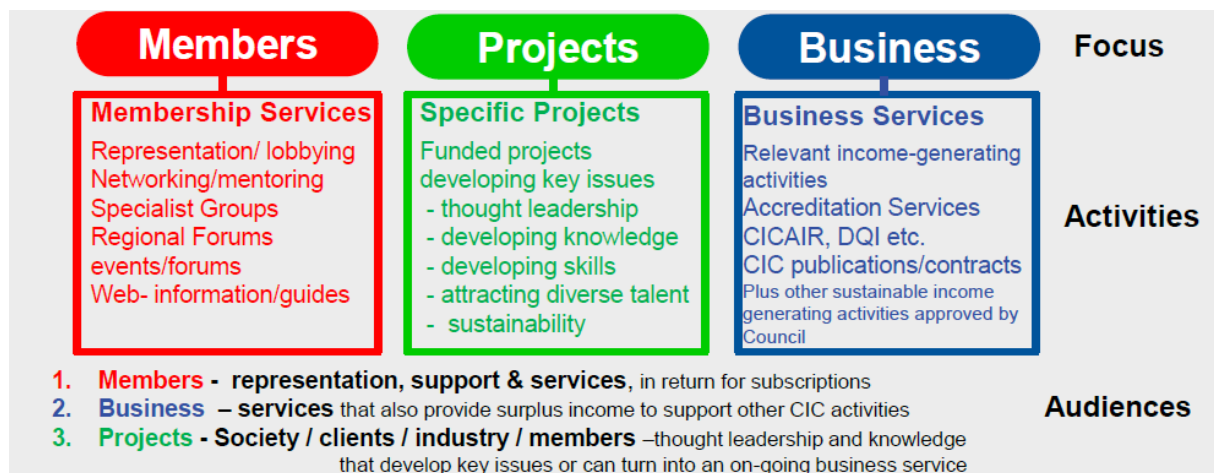 Members
Projects
Business
Focus
Membership Services
Representation/ lobbying
Networking/mentoring
Specialist Groups
Regional Forums
events/forums
Web- information/guides
Specific Projects
Funded projects
developing key issues
- thought leadership
- developing knowledge
- developing skills
- attracting diverse talent
- sustainability
Business Services
Relevant income-generating
activities
Accreditation Services
CICAIR, DQI etc.
CIC publications/contracts
Plus other sustainable income
generating activities approved by
Council
Activities
1. Members - representation, support & services, in return for subscriptions
2. Business – services that also provide surplus income to support other CIC activities
3. Projects - Society / clients / industry / members –thought leadership and knowledge
that develop key issues or can turn into an on-going business service
Audiences